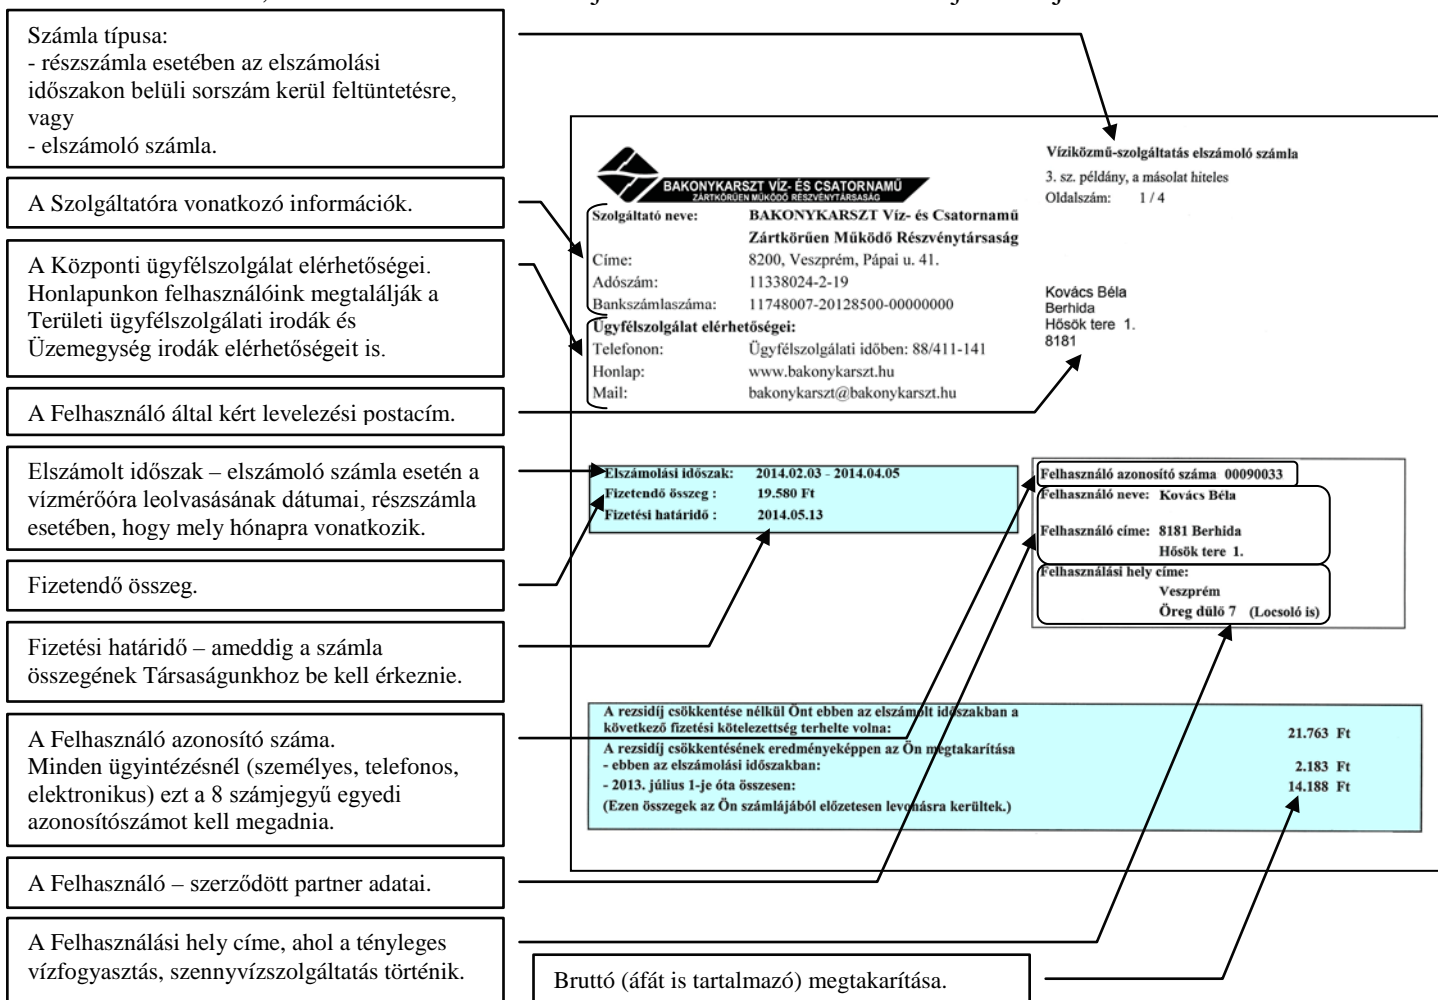 Számla típusa:
- részszámla esetében az elszámolási
időszakon belüli sorszám kerül feltüntetésre,
vagy
- elszámoló számla.
A Szolgáltatóra vonatkozó információk.
A Központi ügyfélszolgálat elérhetőségei.
Honlapunkon felhasználóink megtalálják a
Területi ügyfélszolgálati irodák és
Üzemegység irodák elérhetőségeit is.
A Felhasználó által kért levelezési postacím.
Elszámolt időszak – elszámoló számla esetén a
vízmérőóra leolvasásának dátumai, részszámla
esetében, hogy mely hónapra vonatkozik.
Fizetendő összeg.
Fizetési határidő – ameddig a számla
összegének Társaságunkhoz be kell érkeznie.
A Felhasználó azonosító száma.
Minden ügyintézésnél (személyes, telefonos,
elektronikus) ezt a 8 számjegyű egyedi
azonosítószámot kell megadnia.
A Felhasználó – szerződött partner adatai.
A Felhasználási hely címe, ahol a tényleges
vízfogyasztás, szennyvízszolgáltatás történik.
BAKONYKARSZT VÍZ- ÉS CSATORNAMŰ
ZÁRTKÖRŰEN MŰKÖDŐ RÉSZVÉNYTÁRSASÁG
Szolgáltató neve: BAKONYKARSZT Víz- és Csatornamű
Zártkörűen Működő Részvénytársaság
Címe: 8200, Veszprém, Pápai u. 41.
Adószám: 11338024-2-19
Bankszámlaszáma: 11748007-20128500-00000000
Ügyfélszolgálat elérhetőségei:
Telefonon: Ügyfélszolgálati időben: 88/411-141
Honlap: www.bakonykarszt.hu
Mail: bakonykarszt@bakonykarszt.hu
Víziközmű-szolgáltatás elszámoló számla
3. sz. példány, a másolat hiteles
Oldalszám: 1 / 4
Kovács Béla
Berhida
Hősök tere 1.
8181
Elszámolási időszak: 2014.02.03 - 2014.04.05
Fizetendő összeg : 19.580 Ft
Fizetési határidő : 2014.05.13
Felhasználó azonosító száma 00090033
Felhasználó neve: Kovács Béla
Felhasználó címe: 8181 Berhida
Hősök tere 1.
Felhasználási hely címe:
Veszprém
Öreg dülő 7 (Locsoló is)
A rezsidíj csökkentése nélkül Önt ebben az elszámolt időszakban a
következő fizetési kötelezettség terhelte volna: 21.763 Ft
A rezsidíj csökkentésének eredményeképpen az Ön megtakarítása
- ebben az elszámolási időszakban: 2.183 Ft
- 2013. július 1-je óta összesen: 14.188 Ft
(Ezen összegek az Ön számlájából előzetesen levonásra kerültek.)
Bruttó (áfát is tartalmazó) megtakarítása.